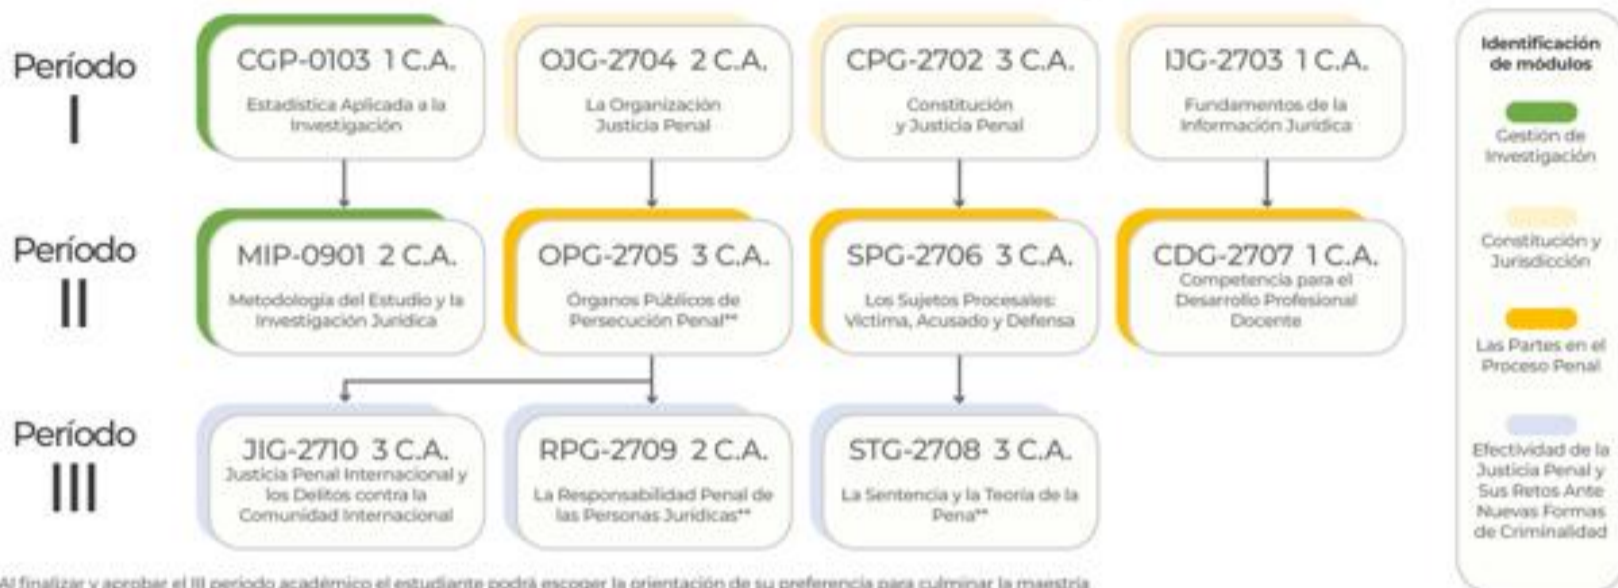 Período
I
CGP-0103 1 C.A.
Estadística Aplicada a la
Investigación
OJG-2704 2 C.A.
La Organización
Justicia Penal
CPG-2702 3 C.A.
Constitución
y Justicia Penal
IJG-2703 1 C.A.
Fundamentos de la
Información Jurídica
Período
II
MIP-0901 2 C.A.
Metodología del Estudio y la
Investigación Jurídica
OPG-2705 3 C.A.
Órganos Públicos de
Persecución Penal**
SPG-2706 3 C.A.
Los Sujetos Procesales:
Víctima, Acusado y Defensa
CDG-2707 1 C.A.
Competencia para el
Desarrollo Profesional
Docente
Período
III
JIG-2710 3 C.A.
Justicia Penal Internacional y
los Delitos contra la
Comunidad Internacional
RPG-2709 2 C.A.
La Responsabilidad Penal de
las Personas Jurídicas**
STG-2708 3 C.A.
La Sentencia y la Teoría de la
Pena**
Identificación
de módulos
Gestión de
Investigación
Constitución y
Jurisdicción
Las Partes en el
Proceso Penal
Efectividad de la
Justicia Penal y
Sus Retos Ante
Nuevas Formas
de Criminalidad
Al finalizar y aprobar el III período académico el estudiante podrá escoger la orientación de su preferencia para culminar la maestría